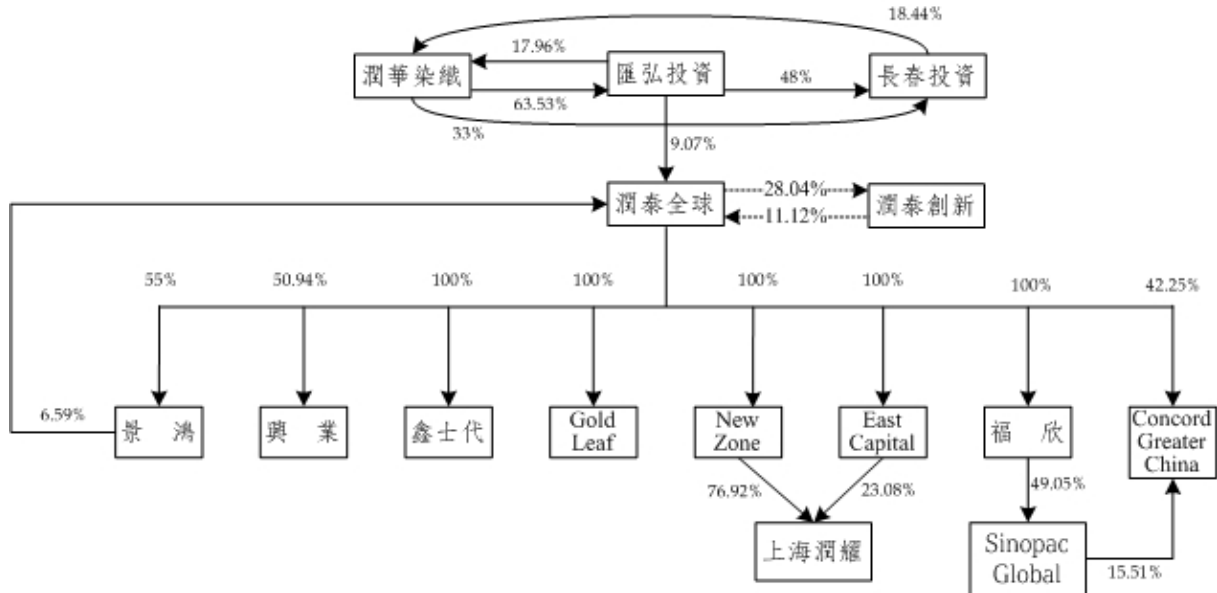 18.44%
17.96%
潤華染織
匯弘投資
48%
長春投資
63.53%
33%
9.07%
潤泰全球
28.04%
11.12%
潤泰創新
55%
50.94%
100%
100%
100%
100%
100%
42.25%
6.59%
景 鴻
興 業
鑫士代
Gold
Leaf
New
Zone
East
Capital
福 欣
Concord
Greater
China
76.92%
23.08%
49.05%
上海潤耀
Sinopac
Global
15.51%